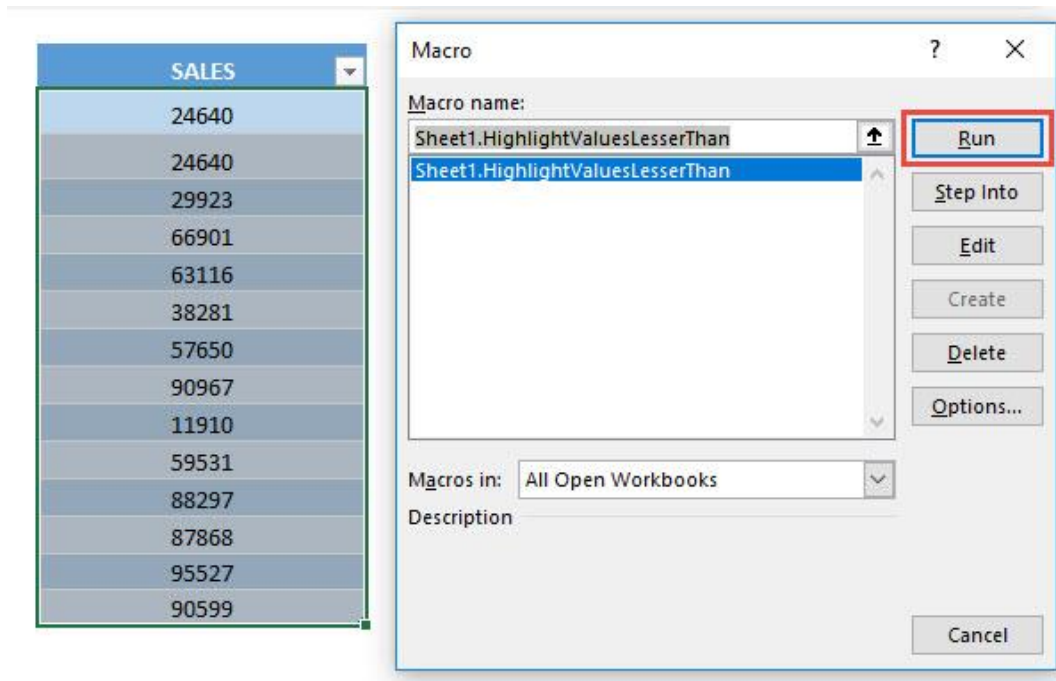 SALES
24640
24640
29923
66901
63116
38281
57650
90967
11910
59531
88297
87868
95527
90599
Macro
?
Macro name:
Sheet1.HighlightValuesLesserThan
Sheet1.HighlightValuesLesserThan
Run
Step Into
Edit
Create
Delete
Options...
Macros in: All Open Workbooks
Description
Cancel